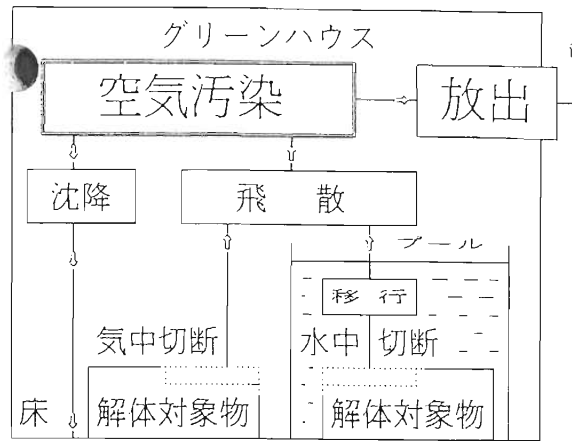 グリーンハウス
空気汚染
放出
沈降
飛散
プール
移行
気中切断
水中 切断
床
解体対象物
解体対象物